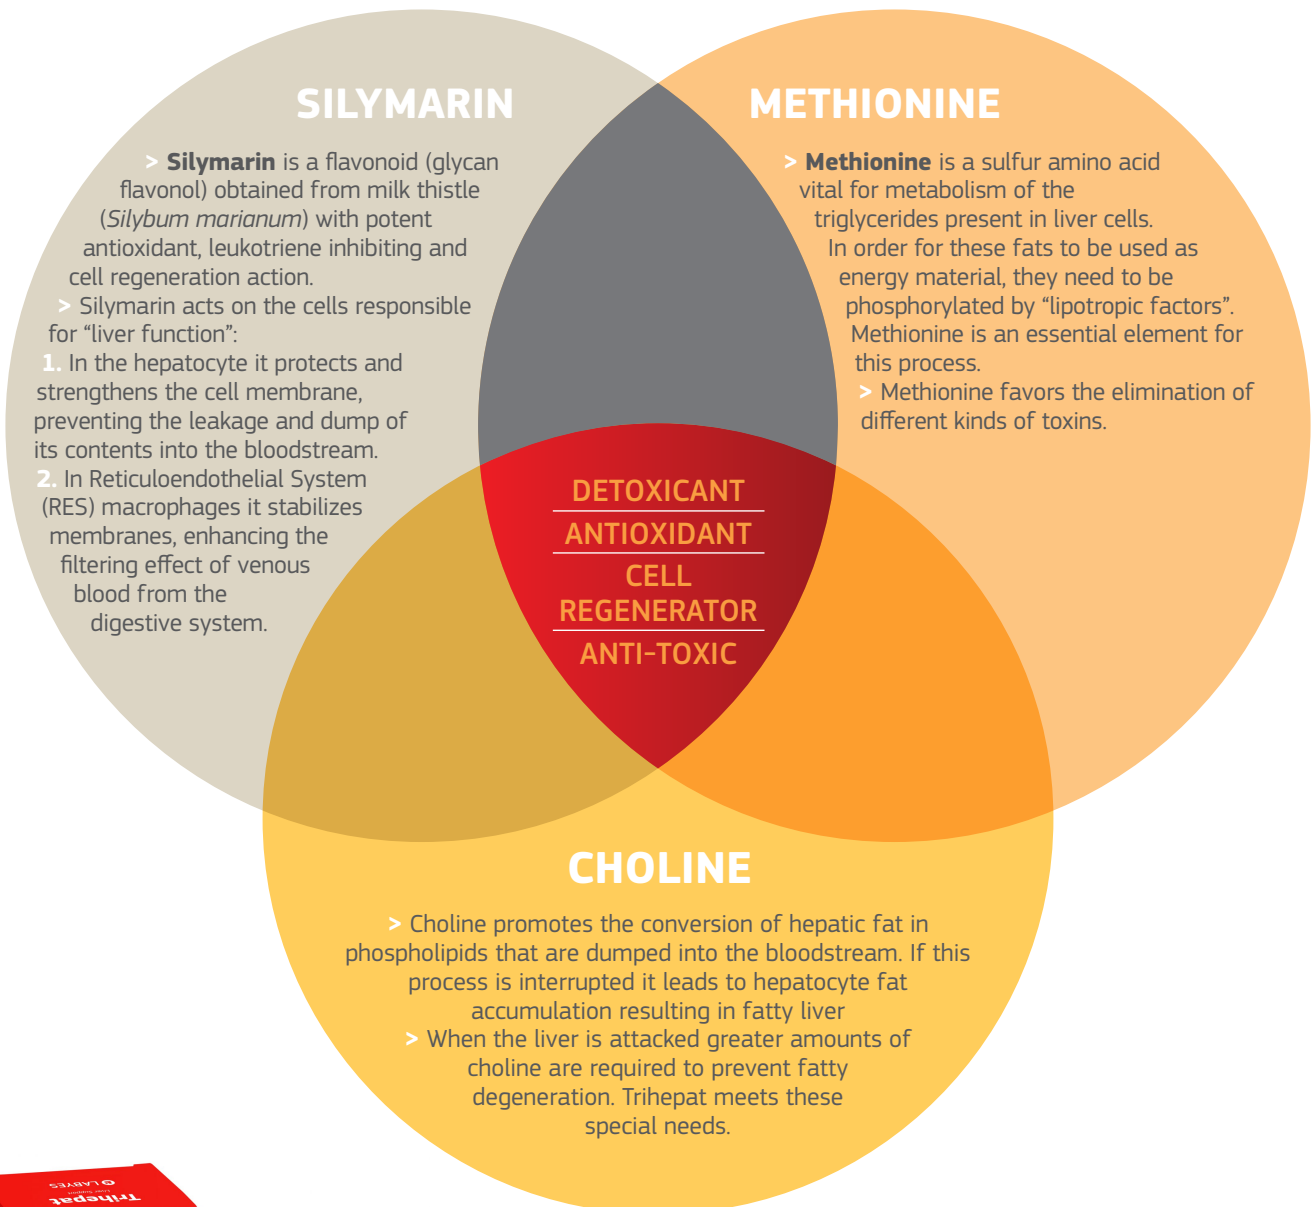 SILYMARIN
> Silymarin is a flavonoid (glycan
flavonol) obtained from milk thistle
(Silybum marianum) with potent
antioxidant, leukotriene inhibiting and
cell regeneration action.
> Silymarin acts on the cells responsible
for “liver function”:
1. In the hepatocyte it protects and
strengthens the cell membrane,
preventing the leakage and dump of
its contents into the bloodstream.
2. In Reticuloendothelial System
(RES) macrophages it stabilizes
membranes, enhancing the
filtering effect of venous
blood from the
digestive system.
METHIONINE
> Methionine is a sulfur amino acid
vital for metabolism of the
triglycerides present in liver cells.
In order for these fats to be used as
energy material, they need to be
phosphorylated by “lipotropic factors”.
Methionine is an essential element for
this process.
> Methionine favors the elimination of
different kinds of toxins.
DETOXICANT
ANTIOXIDANT
CELL
REGENERATOR
ANTI-TOXIC
CHOLINE
> Choline promotes the conversion of hepatic fat in
phospholipids that are dumped into the bloodstream. If this
process is interrupted it leads to hepatocyte fat
accumulation resulting in fatty liver
> When the liver is attacked greater amounts of
choline are required to prevent fatty
degeneration. Trihepat meets these
special needs.
Trihepat
Liver Support
LABYES